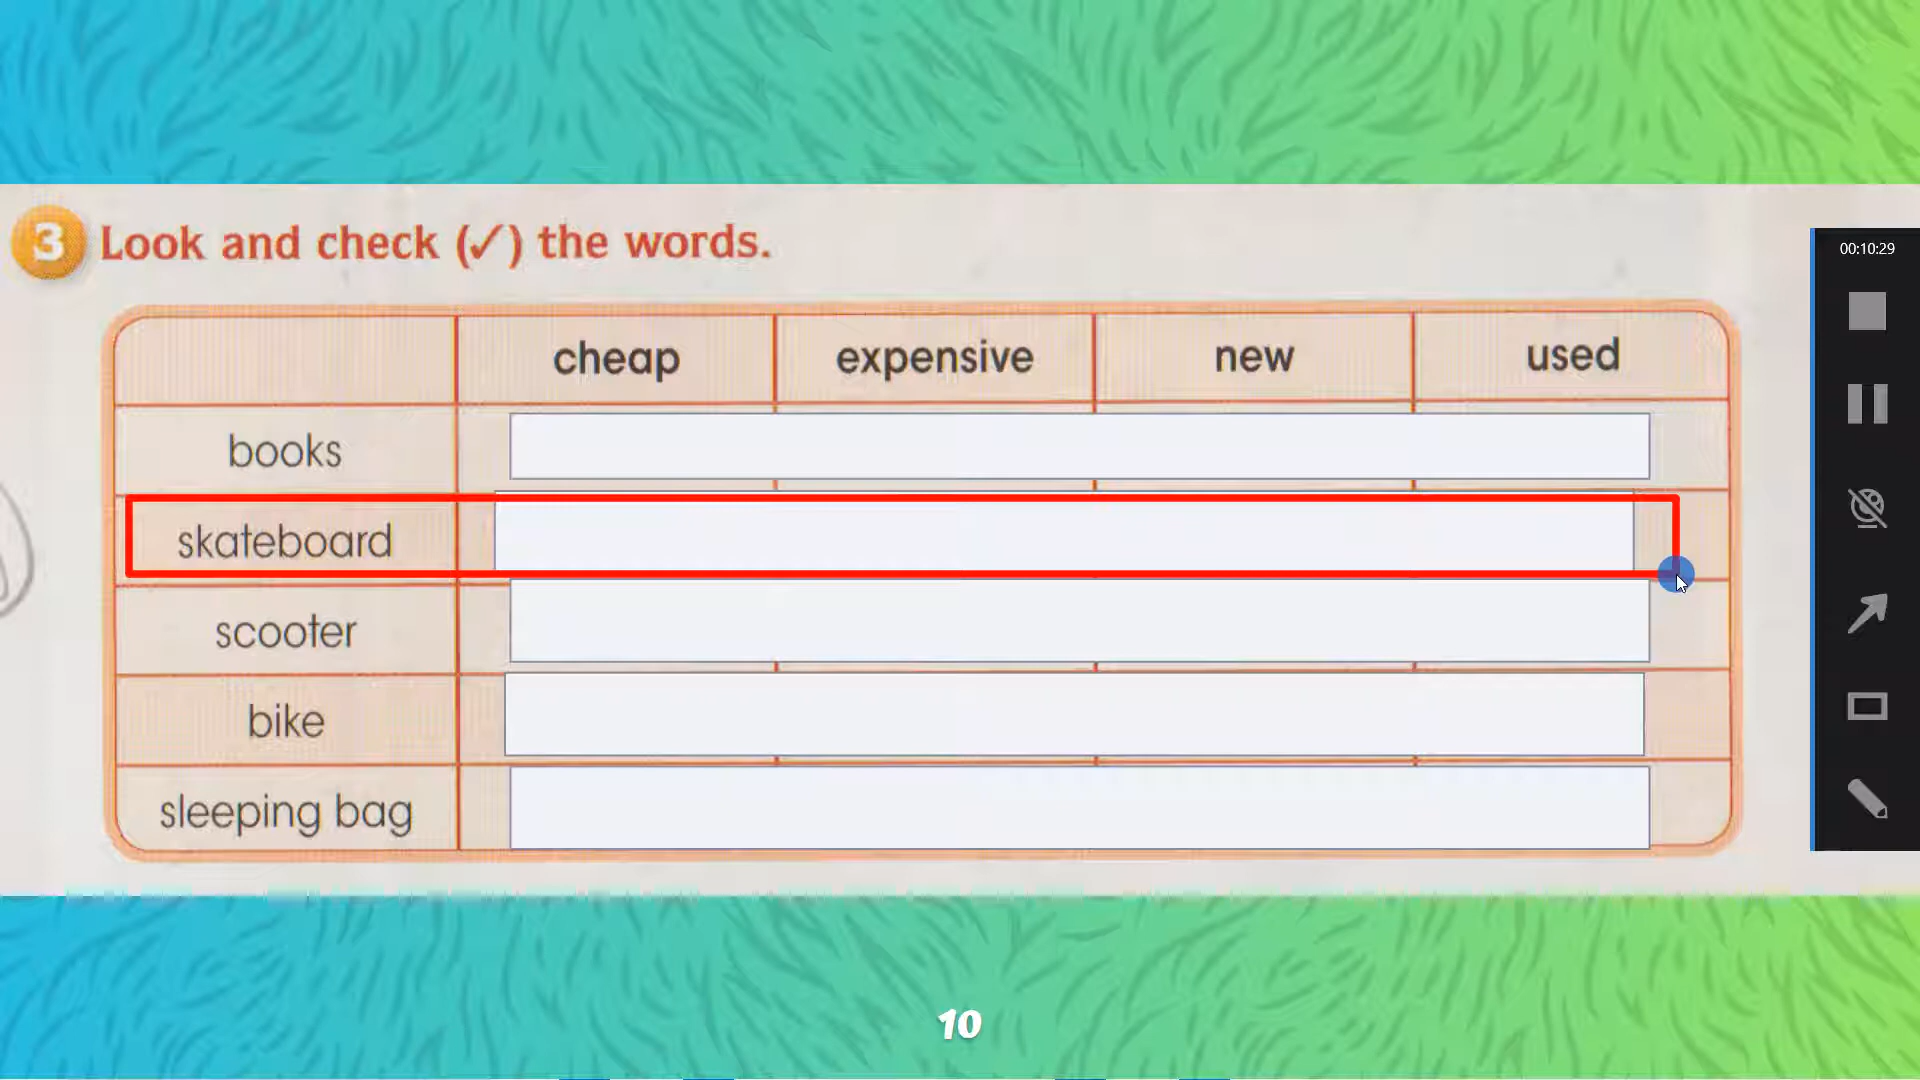 3 Look and check (✓) the words.
cheap expensive new used
books
skateboard
scooter
bike
sleeping bag
00:10:29
10